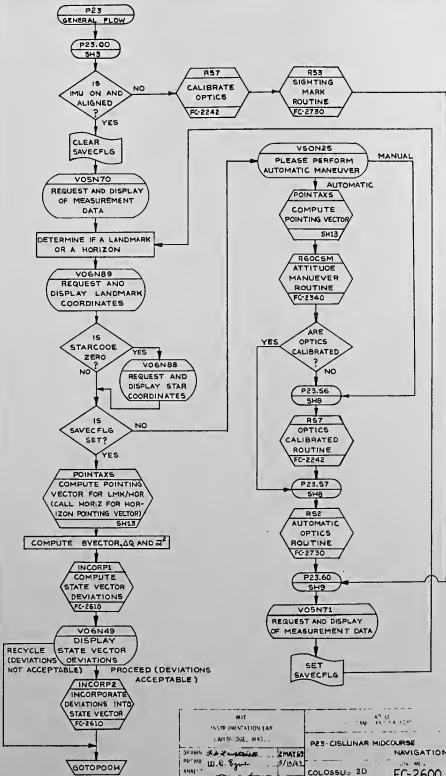 P23
GENERAL FLOW
P23.00
SH3
IS
IMU ON AND
ALIGNED
?
NO
YES
R57
CALIBRATE
OPTICS
FC-2242
R53
SIGHTING
MARK
ROUTINE
FC-2730
CLEAR
SAVECFLG
V05N70
REQUEST AND DISPLAY
OF MEASUREMENT
DATA
DETERMINE IF A LANDMARK
OR A HORIZON
V06N89
REQUEST AND
DISPLAY LANDMARK
COORDINATES
IS
STARCODE
ZERO
?
YES
NO
V06N88
REQUEST AND
DISPLAY STAR
COORDINATES
IS
SAVECFLG
SET?
NO
YES
POINTAXS
COMPUTE POINTING
VECTOR FOR LMK/HOR
(CALL HORIZ FOR HOR-
IZON POINTING VECTOR)
SH13
COMPUTE BVECTOR, ΔQ AND α²
INCORP1
COMPUTE
STATE VECTOR
DEVIATIONS
FC-2610
V06N49
DISPLAY
STATE VECTOR
DEVIATIONS
RECYCLE
(DEVIATIONS
NOT ACCEPTABLE)
PROCEED (DEVIATIONS
ACCEPTABLE)
INCORP2
INCORPORATE
DEVIATIONS INTO
STATE VECTOR
FC-2610
GOTOPOOH
V50N25
PLEASE PERFORM
AUTOMATIC MANEUVER
MANUAL
AUTOMATIC
POINTAXS
COMPUTE
POINTING VECTOR
SH13
R60CSM
ATTITUDE
MANUEVER
ROUTINE
FC-2340
ARE
OPTICS
CALIBRATED
?
YES
NO
P23.56
SH8
R57
OPTICS
CALIBRATED
ROUTINE
FC-2242
P23.57
SH8
R52
AUTOMATIC
OPTICS
ROUTINE
FC-2730
P23.60
SH9
V05N71
REQUEST AND DISPLAY
OF MEASUREMENT DATA
SET
SAVECFLG
MIT
INSTRUMENTATION LAB
CAMBRIDGE, MASS.
DRAWN
2MAY69
P23-CISLUNAR MIDCOURSE
NAVIGATION
COLOSSUS 2D
FC-2600